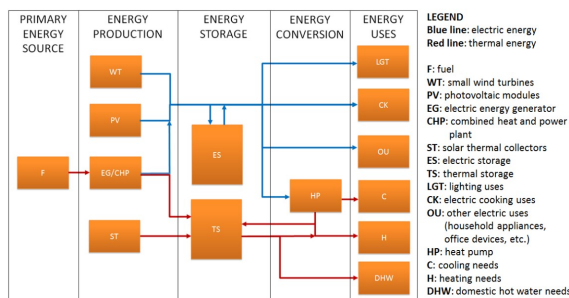 PRIMARY
ENERGY
SOURCE
ENERGY
PRODUCTION
ENERGY
STORAGE
ENERGY
CONVERSION
ENERGY
USES
WT
PV
F
EG/CHP
ST
ES
TS
HP
LGT
CK
OU
C
H
DHW
LEGEND
Blue line: electric energy
Red line: thermal energy
F: fuel
WT: small wind turbines
PV: photovoltaic modules
EG: electric energy generator
CHP: combined heat and power
plant
ST: solar thermal collectors
ES: electric storage
TS: thermal storage
LGT: lighting uses
CK: electric cooking uses
OU: other electric uses
(household appliances,
office devices, etc.)
HP: heat pump
C: cooling needs
H: heating needs
DHW: domestic hot water needs